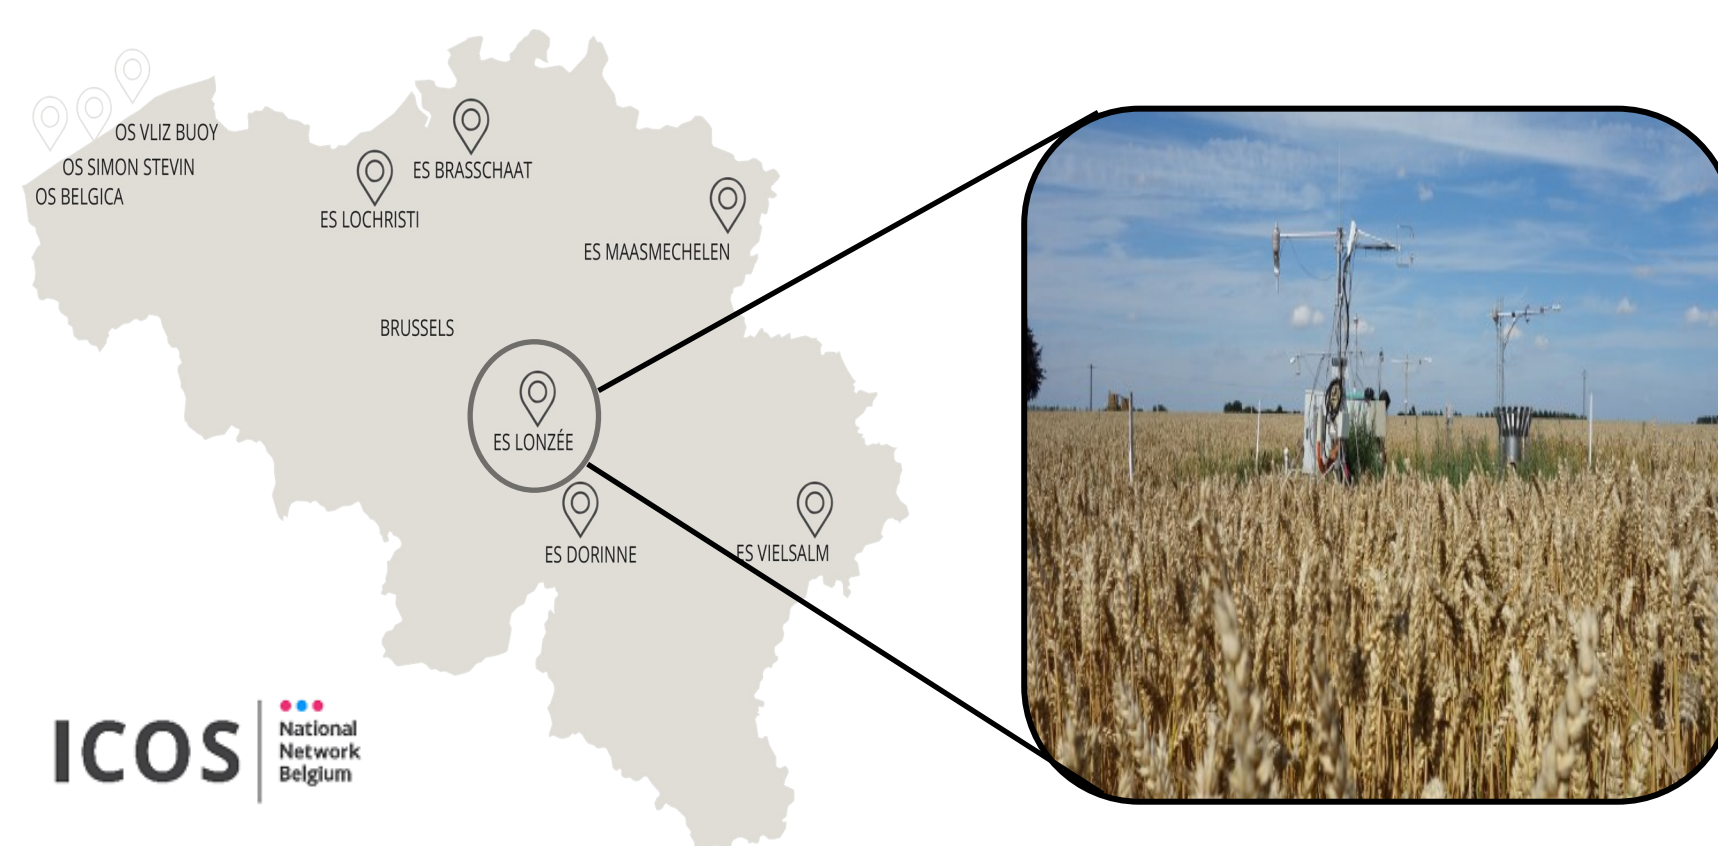 OS VLIZ BUOY
OS SIMON STEVIN
OS BELGICA
ES BRASSCHAAT
ES LOCHRISTI
ES MAASMECHELEN
BRUSSELS
ES LONZÉE
ES DORINNE
ES VIELSALM
ICOS
National
Network
Belgium